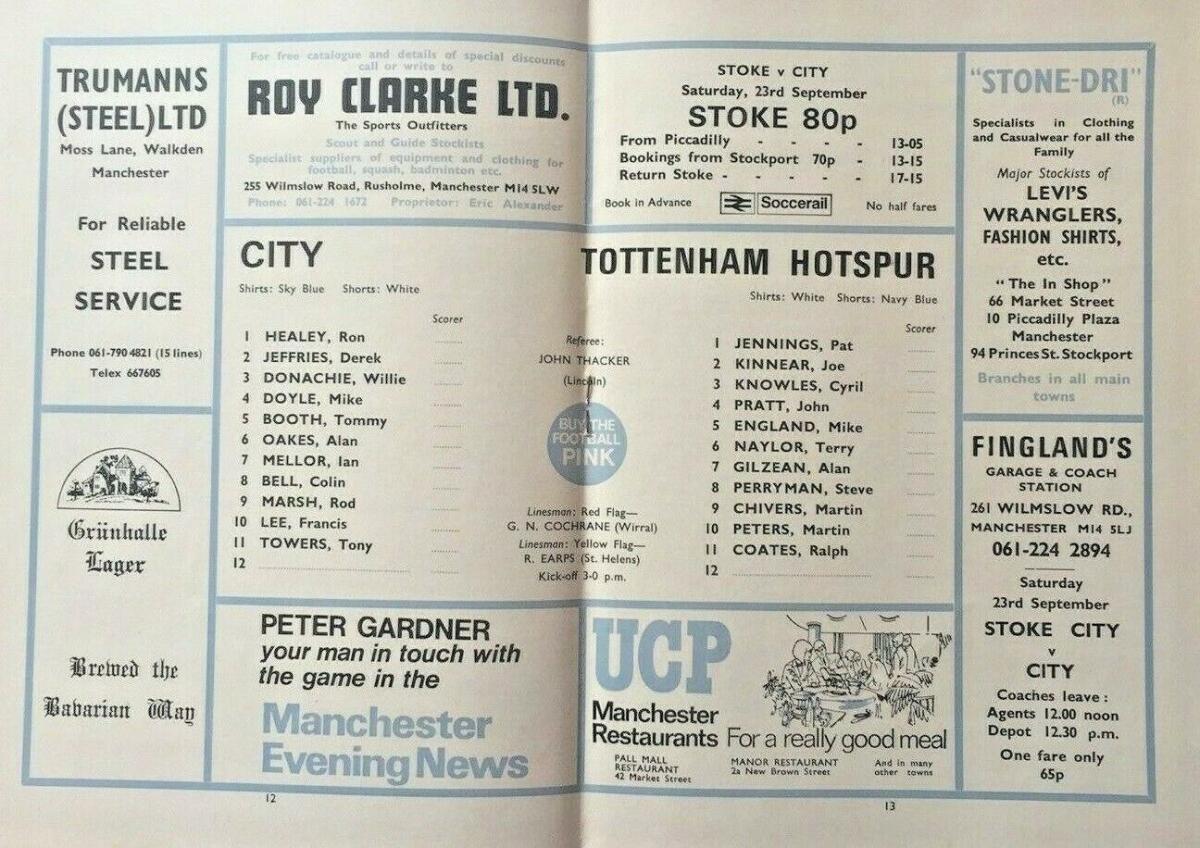 TRUMANNS
(STEEL) LTD
Moss Lane, Walkden
Manchester
For Reliable
STEEL
SERVICE
Phone 061-790 4821 (15 lines)
Telex 667605
Grünhalle
Lager
Brewed the
Bavarian Way
For free catalogue and details of special discounts
call or write to
ROY CLARKE LTD.
The Sports Outfitters
Scout and Guide Stockists
Specialist suppliers of equipment and clothing for
football, squash, badminton etc.
255 Wilmslow Road, Rusholme, Manchester M14 5LW
Phone: 061-224 1672 Proprietor: Eric Alexander
CITY
Shirts: Sky Blue Shorts: White
Scorer
1 HEALEY, Ron
2 JEFFRIES, Derek
3 DONACHIE, Willie
4 DOYLE, Mike
5 BOOTH, Tommy
6 OAKES, Alan
7 MELLOR, Ian
8 BELL, Colin
9 MARSH, Rod
10 LEE, Francis
11 TOWERS, Tony
12
PETER GARDNER
your man in touch with
the game in the
Manchester
Evening News
12
STOKE v CITY
Saturday, 23rd September
STOKE 80p
From Piccadilly - - - - 13-05
Bookings from Stockport 70p - 13-15
Return Stoke - - - - - 17-15
Book in Advance Soccerail No half fares
TOTTENHAM HOTSPUR
Shirts: White Shorts: Navy Blue
Scorer
Referee:
JOHN THACKER
(Lincoln)
BUY THE
FOOTBALL
PINK
Linesman: Red Flag—
G. N. COCHRANE (Wirral)
Linesman: Yellow Flag—
R. EARPS (St. Helens)
Kick-off 3-0 p.m.
1 JENNINGS, Pat
2 KINNEAR, Joe
3 KNOWLES, Cyril
4 PRATT, John
5 ENGLAND, Mike
6 NAYLOR, Terry
7 GILZEAN, Alan
8 PERRYMAN, Steve
9 CHIVERS, Martin
10 PETERS, Martin
11 COATES, Ralph
12
UCP
Manchester
Restaurants
For a really good meal
PALL MALL
RESTAURANT
42 Market Street
MANOR RESTAURANT
2a New Brown Street
And in many
other towns
"STONE-DRI"
(R)
Specialists in Clothing
and Casualwear for all the
Family
Major Stockists of
LEVI'S
WRANGLERS,
FASHION SHIRTS,
etc.
"The In Shop"
66 Market Street
10 Piccadilly Plaza
Manchester
94 Princes St. Stockport
Branches in all main
towns
FINGLAND'S
GARAGE & COACH
STATION
261 WILMSLOW RD.,
MANCHESTER M14 5LJ
061-224 2894
Saturday
23rd September
STOKE CITY
v
CITY
Coaches leave:
Agents 12.00 noon
Depot 12.30 p.m.
One fare only
65p
13